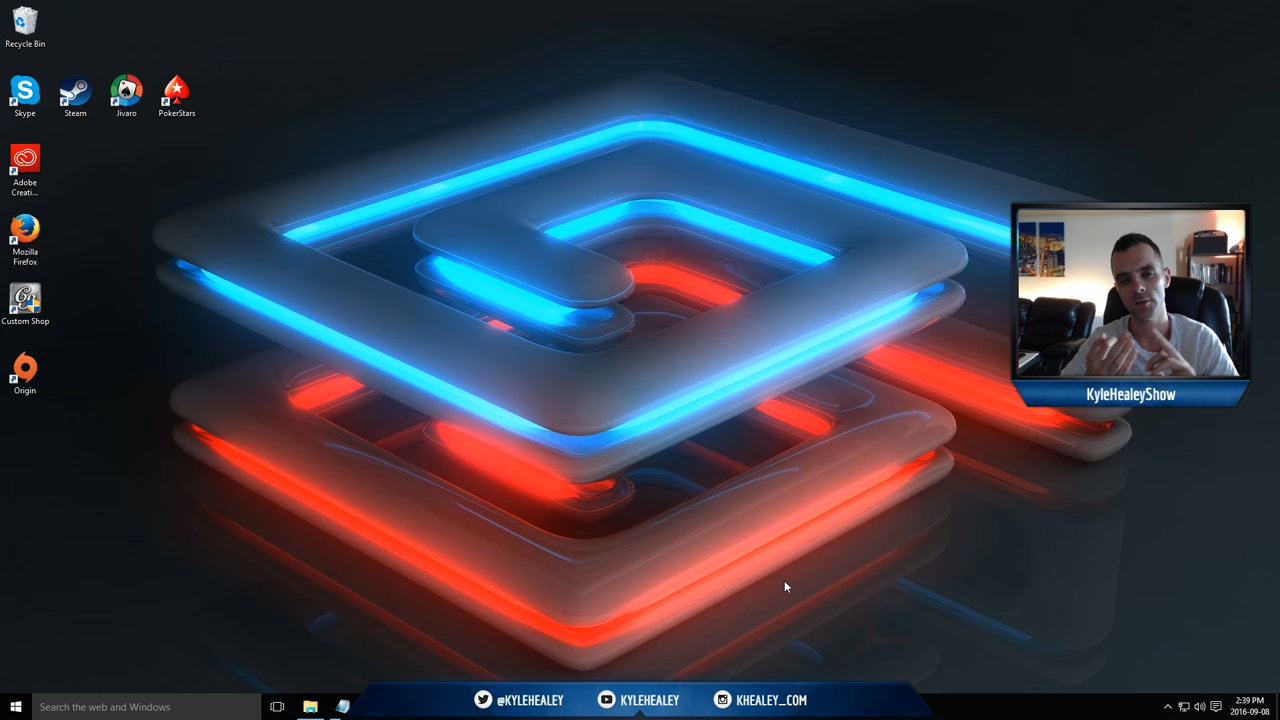 Recycle Bin
Skype
Steam
Jivaro
PokerStars
Adobe
Creati...
Mozilla
Firefox
Custom Shop
Origin
KyleHealeyShow
@KYLEHEALEY
KYLEHEALEY
KHEALEY_COM
Search the web and Windows
2:39 PM
2016-09-08